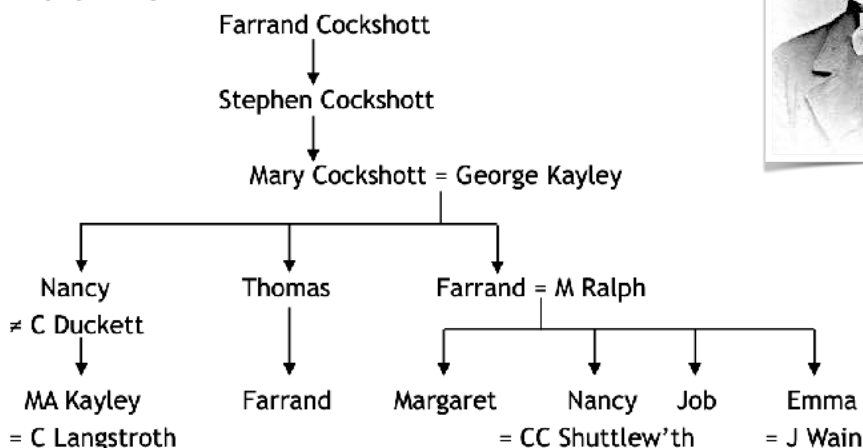 Farrand Cockshott
Stephen Cockshott
Mary Cockshott = George Kayley
Nancy Thomas Farrand = M Ralph
≠ C Duckett
MA Kayley Farrand Margaret Nancy Job Emma
= C Langstroth = CC Shuttlew'th = J Wain